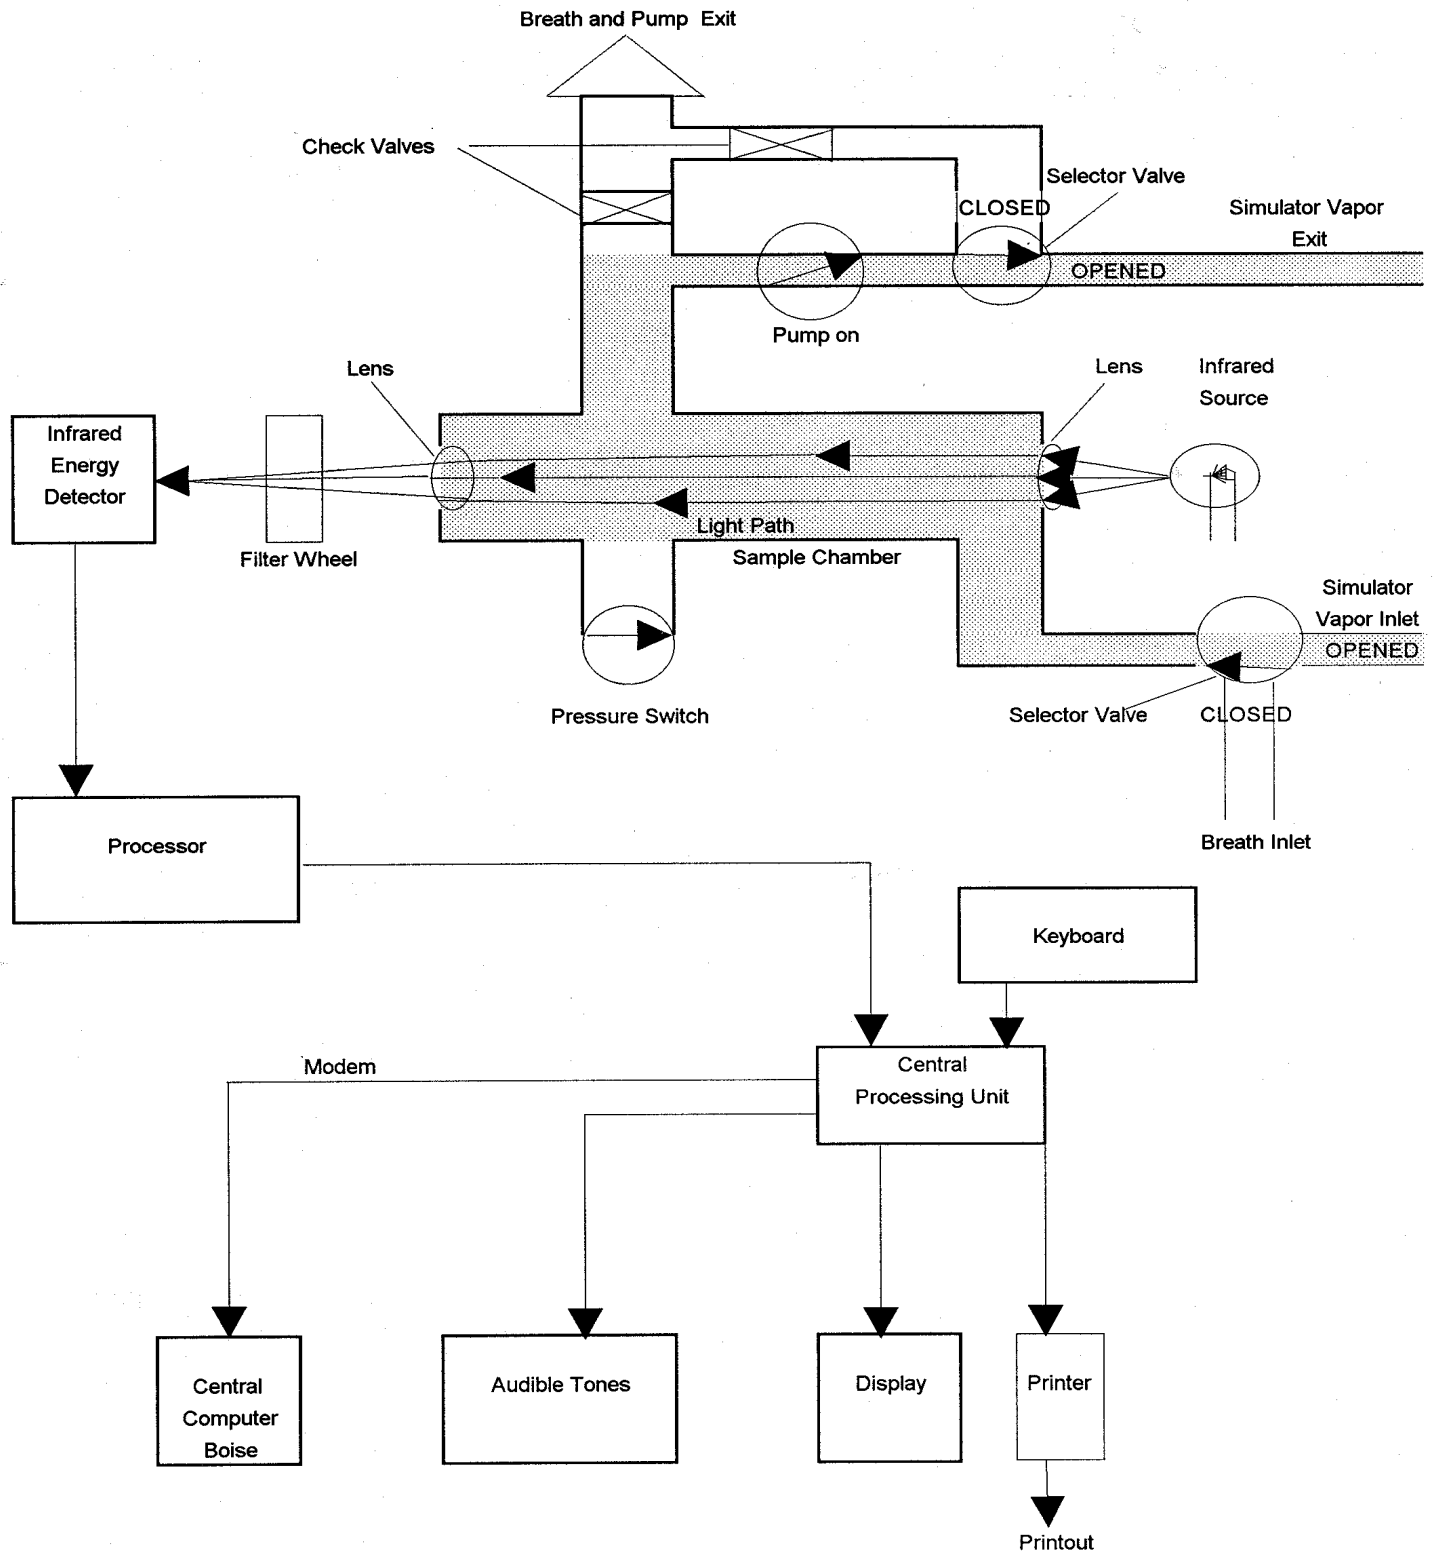 Breath and Pump Exit
Check Valves
Selector Valve
CLOSED
Simulator Vapor
Exit
OPENED
Pump on
Lens
Lens
Infrared
Source
Infrared
Energy
Detector
Light Path
Filter Wheel
Sample Chamber
Simulator
Vapor Inlet
OPENED
Pressure Switch
Selector Valve
CLOSED
Breath Inlet
Processor
Keyboard
Modem
Central
Processing Unit
Central
Computer
Boise
Audible Tones
Display
Printer
Printout